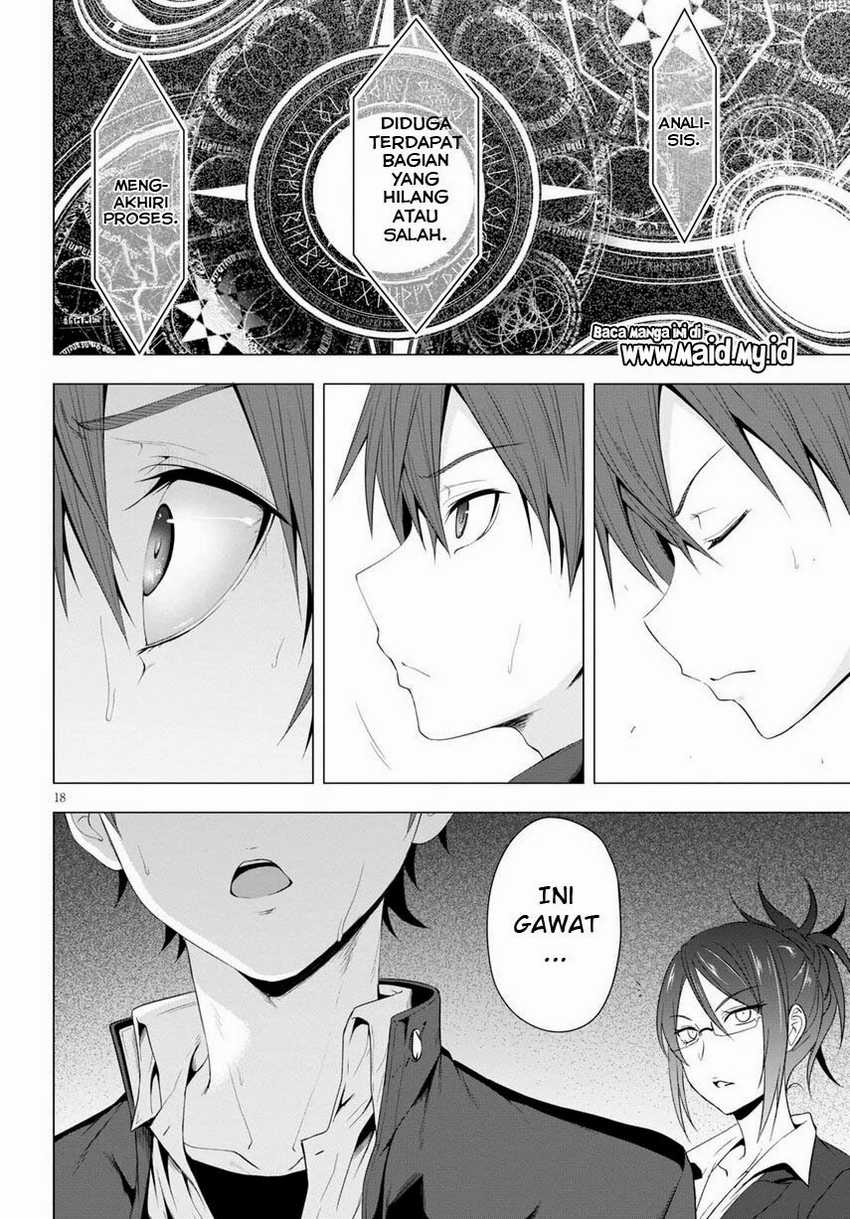 ANALI-
SIS.
DIDUGA
TERDAPAT
BAGIAN
YANG
HILANG
ATAU
SALAH.
MENG-
AKHIRI
PROSES.
Baca Manga ini di
www.Maid.my.id
18
INI
GAWAT
...